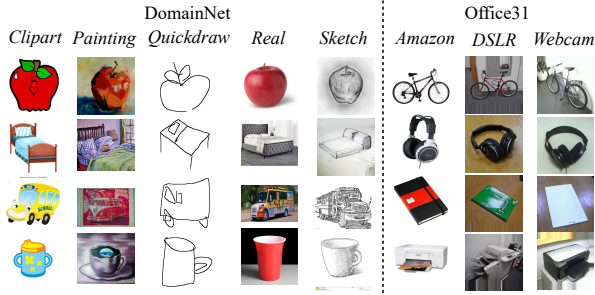 DomainNet
Office31
Clipart Painting Quickdraw Real Sketch Amazon DSLR Webcam
SCHOOL